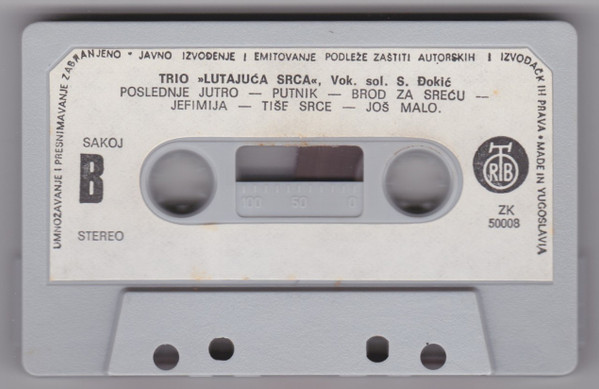 UMNOŽAVANJE I PRESNIMAVANJE ZABRANJENO • JAVNO IZVOĐENJE I EMITOVANJE PODLEŽE ZAŠTITI AUTORSKIH I IZVOĐAČKIH PRAVA • MADE IN YUGOSLAVIA
TRIO »LUTAJUĆA SRCA«, Vok. sol. S. Đokić
POSLEDNJE JUTRO — PUTNIK — BROD ZA SREĆU —
JEFIMIJA — TIŠE SRCE — JOŠ MALO.
SAKOJ
B
STEREO
100 50 0
RTB
ZK
50008